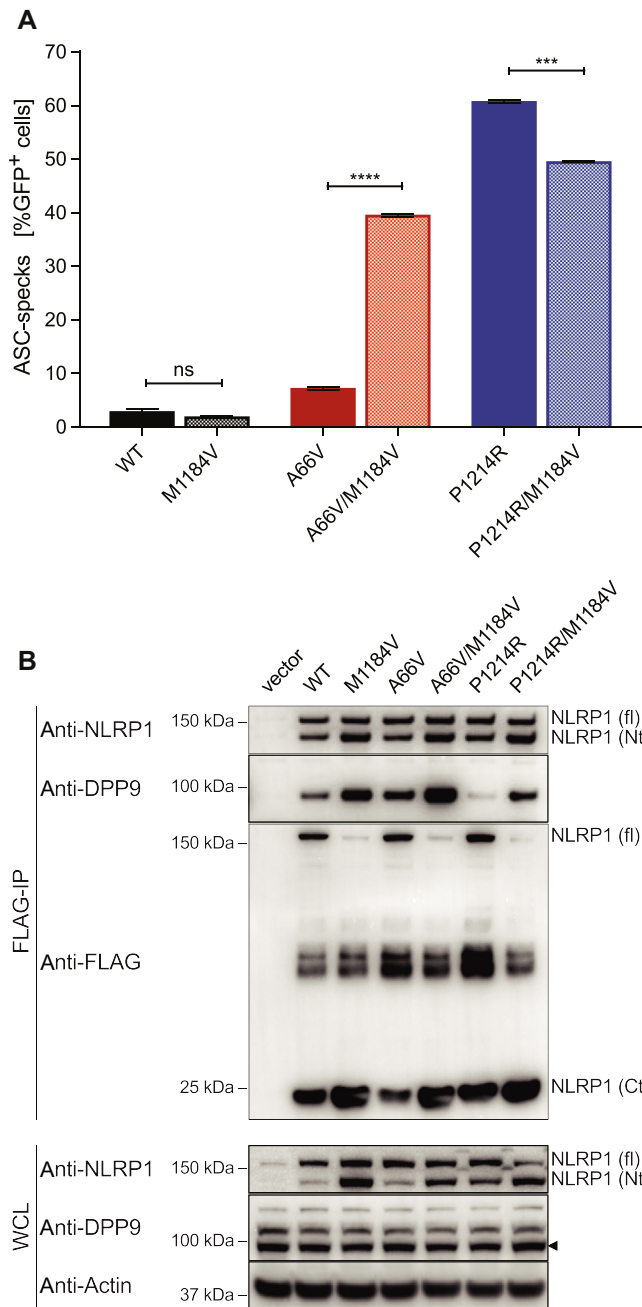 A
ASC-specks [%GFP+ cells]
70
60
50
40
30
20
10
0
ns
****
***
WT
M1184V
A66V
A66V/M1184V
P1214R
P1214R/M1184V
B
vector
WT
M1184V
A66V
A66V/M1184V
P1214R
P1214R/M1184V
FLAG-IP
Anti-NLRP1
150 kDa
NLRP1 (fl)
NLRP1 (Nt
Anti-DPP9
100 kDa
150 kDa
NLRP1 (fl)
Anti-FLAG
25 kDa
NLRP1 (Ct
WCL
Anti-NLRP1
150 kDa
NLRP1 (fl)
NLRP1 (Nt
Anti-DPP9
100 kDa
Anti-Actin
37 kDa